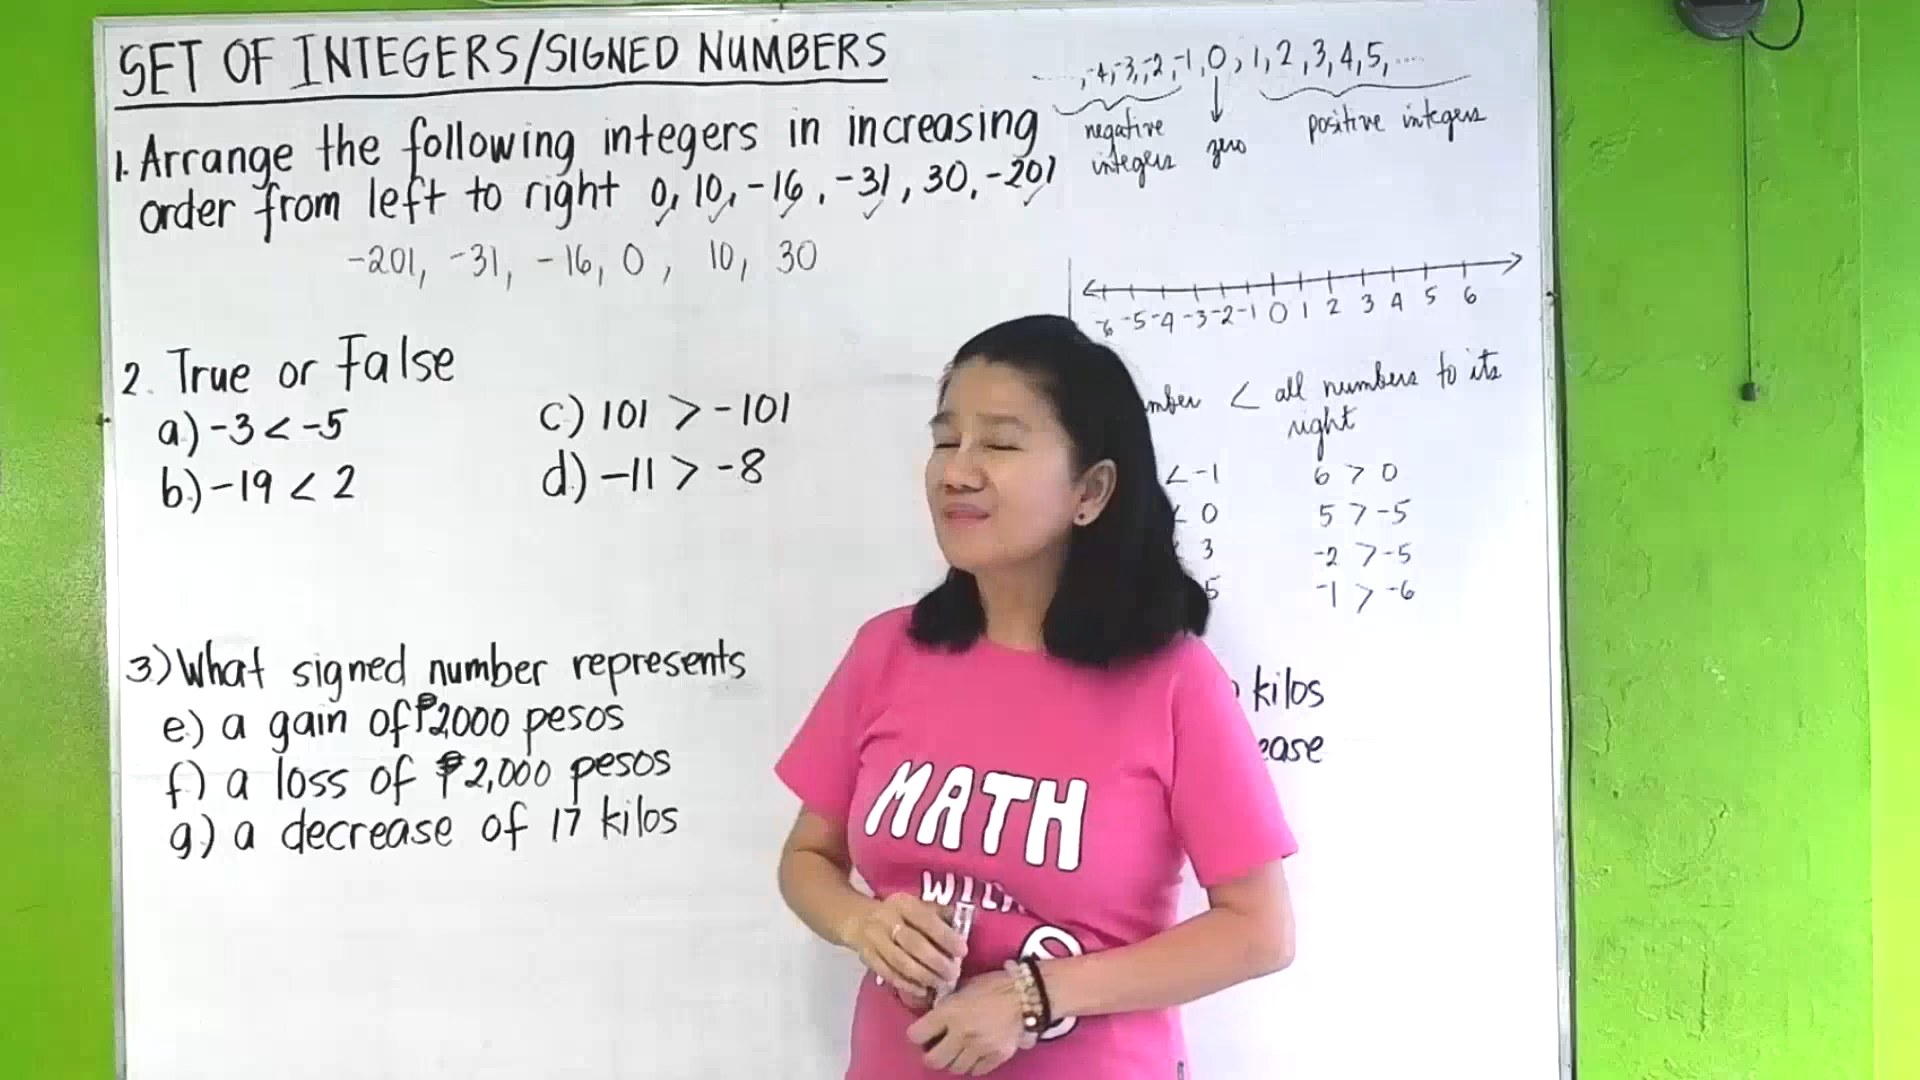 SET OF INTEGERS/SIGNED NUMBERS
1. Arrange the following integers in increasing
order from left to right 0, 10, -16, -31, 30, -201
-201, -31, -16, 0, 10, 30
2. True or False
a.) -3 < -5
b.) -19 < 2
c.) 101 > -101
d.) -11 > -8
3.) What signed number represents
e.) a gain of ₱2000 pesos
f.) a loss of ₱2,000 pesos
g.) a decrease of 17 kilos
...., -4, -3, -2, -1, 0, 1, 2, 3, 4, 5, ....
negative integers
zero
positive integers
-6 -5 -4 -3 -2 -1 0 1 2 3 4 5 6
< all numbers to its
right
< -1
< 0
3
5
6 > 0
5 > -5
-2 > -5
-1 > -6
kilos
MATH